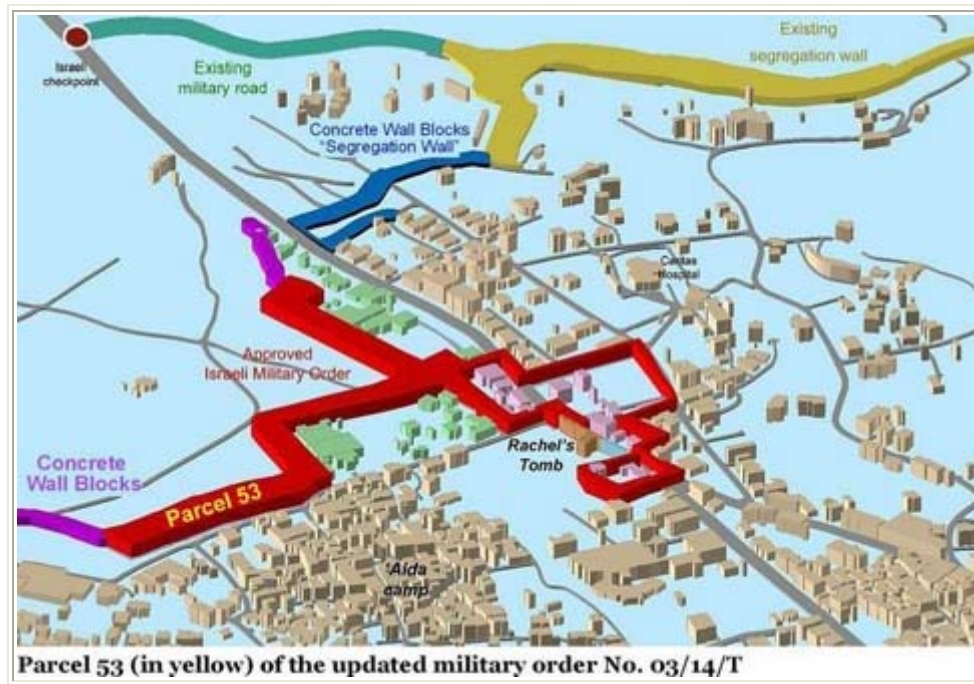 Israeli
checkpoint
Existing
military road
Existing
segregation wall
Concrete Wall Blocks
"Segregation Wall"
Caritas
Hospital
Approved
Israeli Military Order
Rachel's
Tomb
Concrete
Wall Blocks
Parcel 53
Aida
camp
Parcel 53 (in yellow) of the updated military order No. 03/14/T